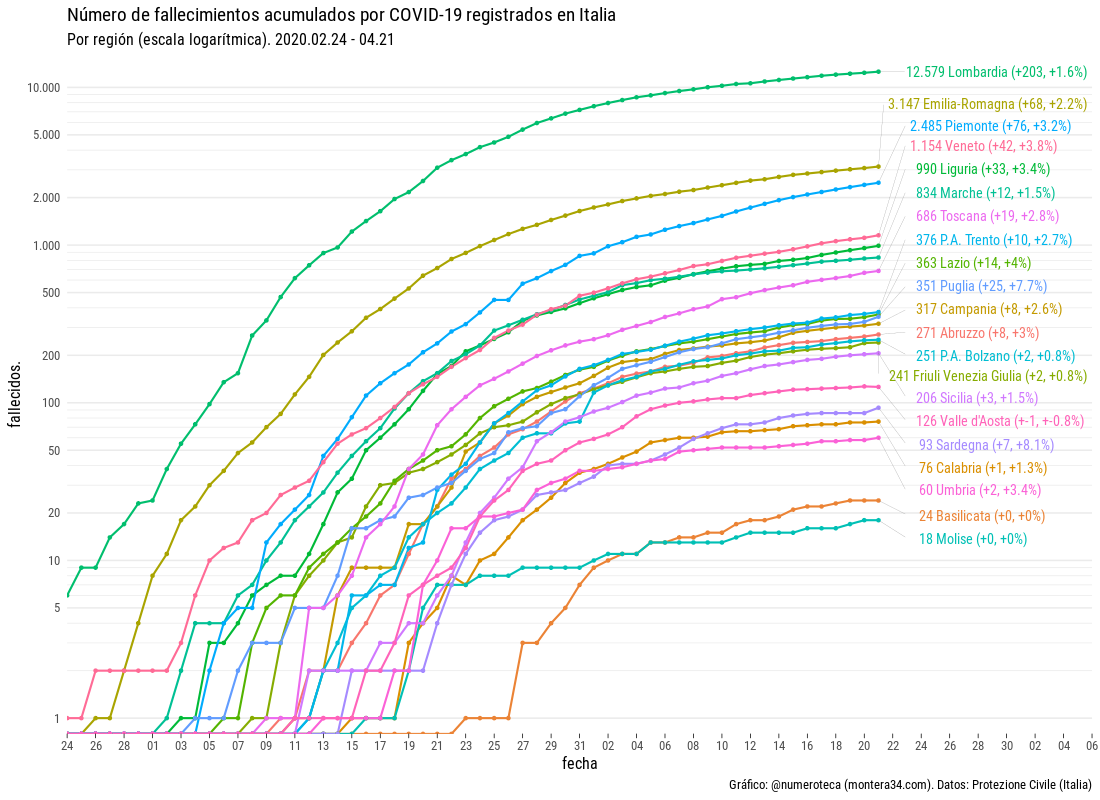 Número de fallecimientos acumulados por COVID-19 registrados en Italia
Por región (escala logarítmica). 2020.02.24 - 04.21
fallecidos.
10.000
5.000
2.000
1.000
500
200
100
50
20
10
5
1
12.579 Lombardia (+203, +1.6%)
3.147 Emilia-Romagna (+68, +2.2%)
2.485 Piemonte (+76, +3.2%)
1.154 Veneto (+42, +3.8%)
990 Liguria (+33, +3.4%)
834 Marche (+12, +1.5%)
686 Toscana (+19, +2.8%)
376 P.A. Trento (+10, +2.7%)
363 Lazio (+14, +4%)
351 Puglia (+25, +7.7%)
317 Campania (+8, +2.6%)
271 Abruzzo (+8, +3%)
251 P.A. Bolzano (+2, +0.8%)
241 Friuli Venezia Giulia (+2, +0.8%)
206 Sicilia (+3, +1.5%)
126 Valle d'Aosta (+-1, +-0.8%)
93 Sardegna (+7, +8.1%)
76 Calabria (+1, +1.3%)
60 Umbria (+2, +3.4%)
24 Basilicata (+0, +0%)
18 Molise (+0, +0%)
24 26 28 01 03 05 07 09 11 13 15 17 19 21 23 25 27 29 31 02 04 06 08 10 12 14 16 18 20 22 24 26 28 30 02 04 06
fecha
Gráfico: @numeroteca (montera34.com). Datos: Protezione Civile (Italia)